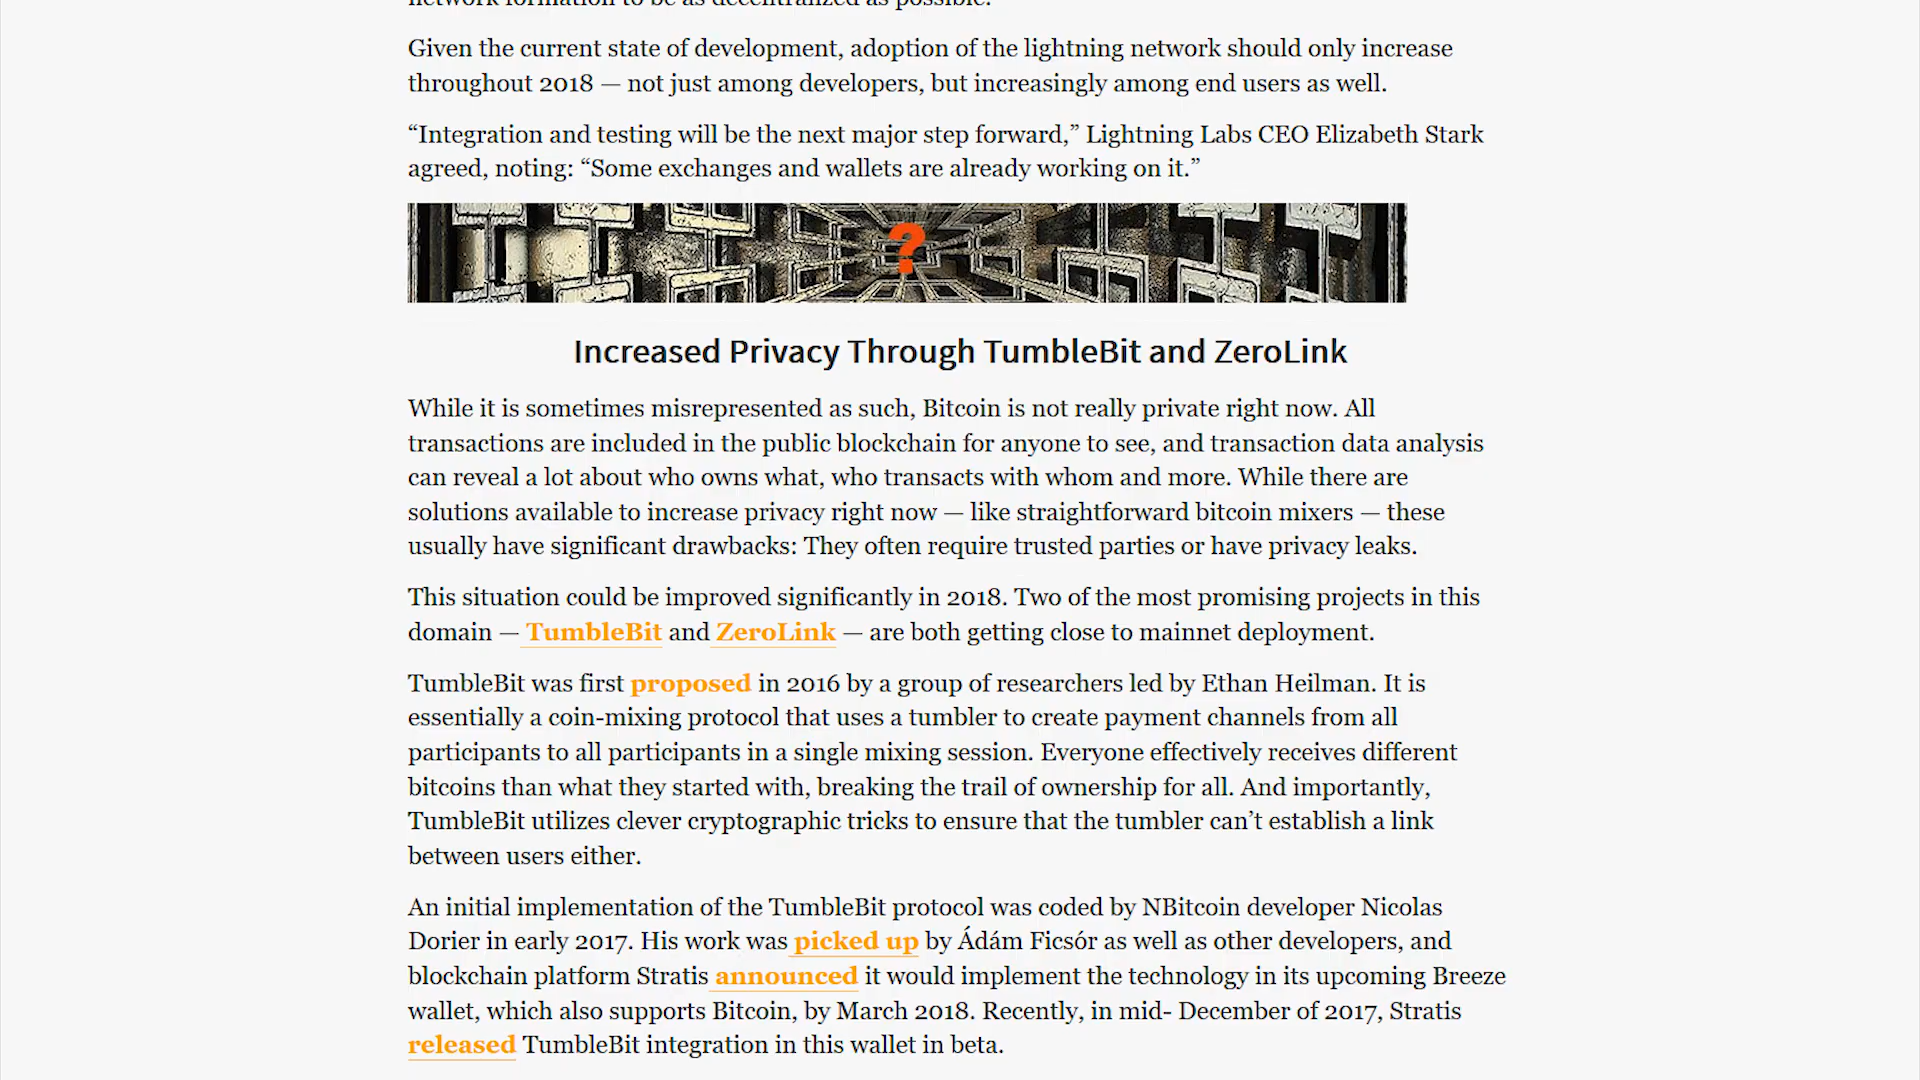 network formation to be as decentralized as possible.
Given the current state of development, adoption of the lightning network should only increase
throughout 2018 — not just among developers, but increasingly among end users as well.
“Integration and testing will be the next major step forward,” Lightning Labs CEO Elizabeth Stark
agreed, noting: “Some exchanges and wallets are already working on it.”
?
Increased Privacy Through TumbleBit and ZeroLink
While it is sometimes misrepresented as such, Bitcoin is not really private right now. All
transactions are included in the public blockchain for anyone to see, and transaction data analysis
can reveal a lot about who owns what, who transacts with whom and more. While there are
solutions available to increase privacy right now — like straightforward bitcoin mixers — these
usually have significant drawbacks: They often require trusted parties or have privacy leaks.
This situation could be improved significantly in 2018. Two of the most promising projects in this
domain — TumbleBit and ZeroLink — are both getting close to mainnet deployment.
TumbleBit was first proposed in 2016 by a group of researchers led by Ethan Heilman. It is
essentially a coin-mixing protocol that uses a tumbler to create payment channels from all
participants to all participants in a single mixing session. Everyone effectively receives different
bitcoins than what they started with, breaking the trail of ownership for all. And importantly,
TumbleBit utilizes clever cryptographic tricks to ensure that the tumbler can’t establish a link
between users either.
An initial implementation of the TumbleBit protocol was coded by NBitcoin developer Nicolas
Dorier in early 2017. His work was picked up by Ádám Ficsór as well as other developers, and
blockchain platform Stratis announced it would implement the technology in its upcoming Breeze
wallet, which also supports Bitcoin, by March 2018. Recently, in mid- December of 2017, Stratis
released TumbleBit integration in this wallet in beta.